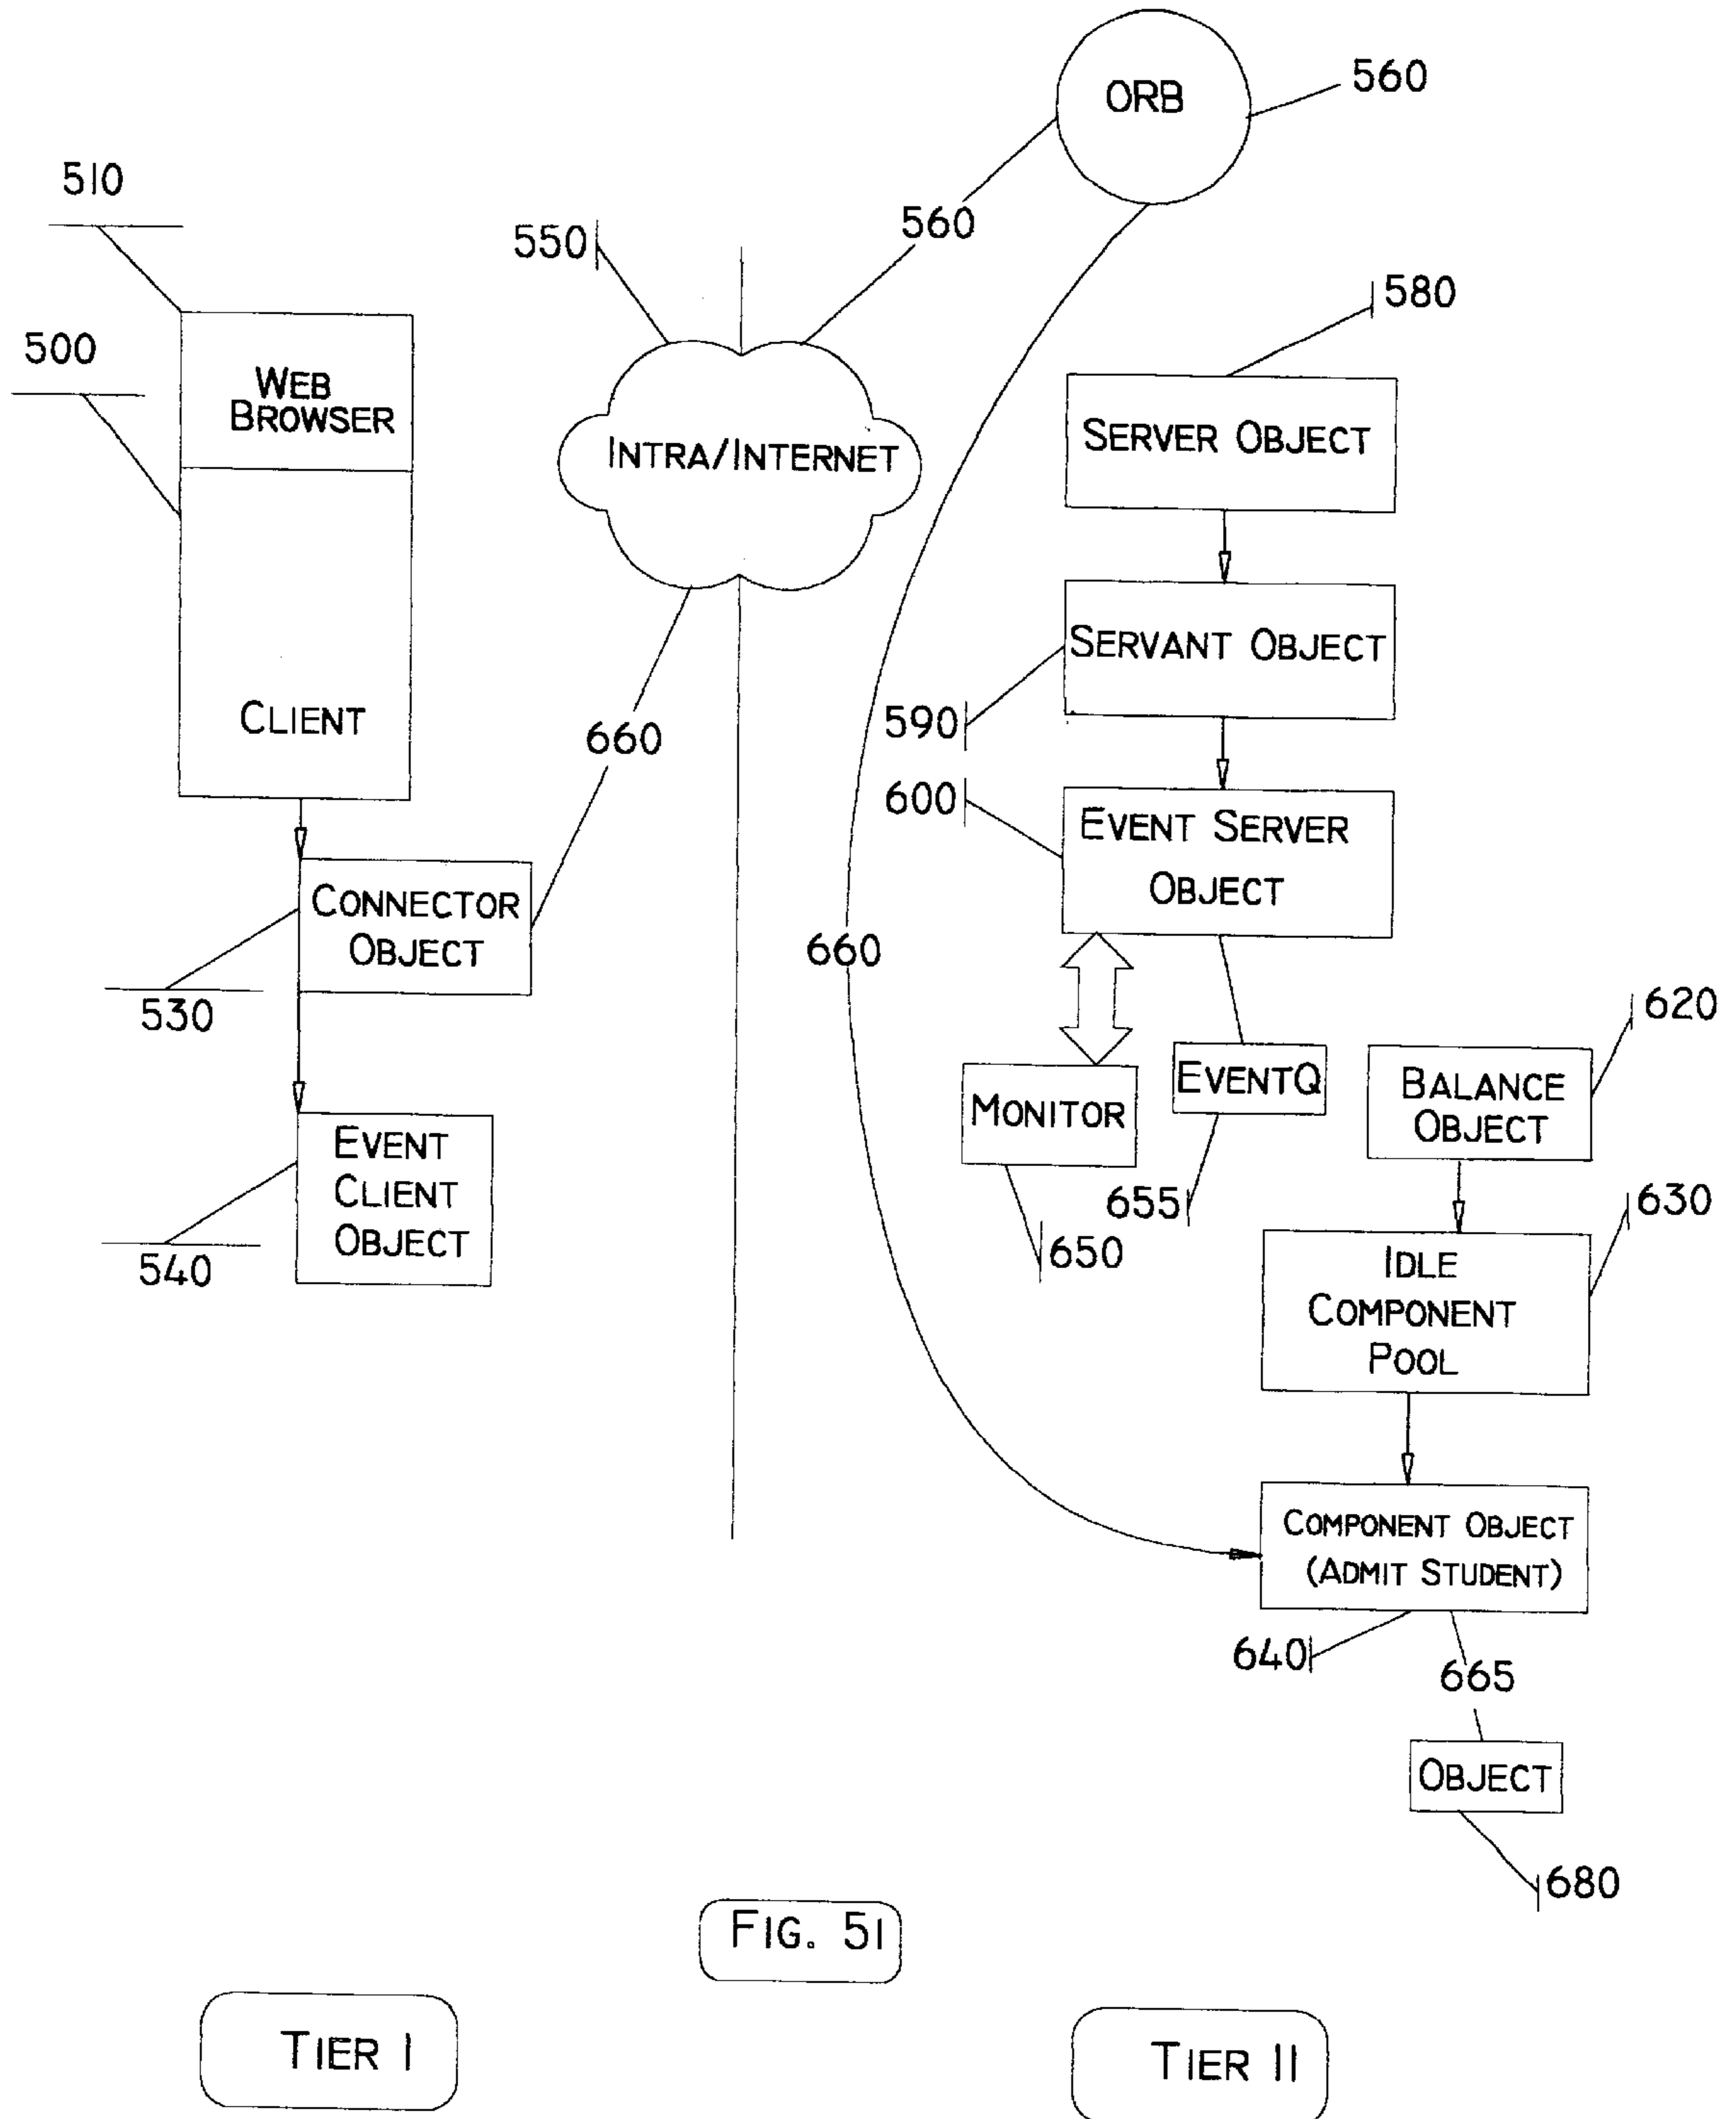 ORB
560
510
550
560
580
500
WEB
BROWSER
INTRA/INTERNET
SERVER OBJECT
SERVANT OBJECT
CLIENT
590
660
600
EVENT SERVER
OBJECT
CONNECTOR
OBJECT
660
530
620
EVENTQ
BALANCE
OBJECT
MONITOR
EVENT
CLIENT
OBJECT
655
630
650
540
IDLE
COMPONENT
POOL
COMPONENT OBJECT
(ADMIT STUDENT)
640
665
OBJECT
680
FIG. 5I
TIER I
TIER II